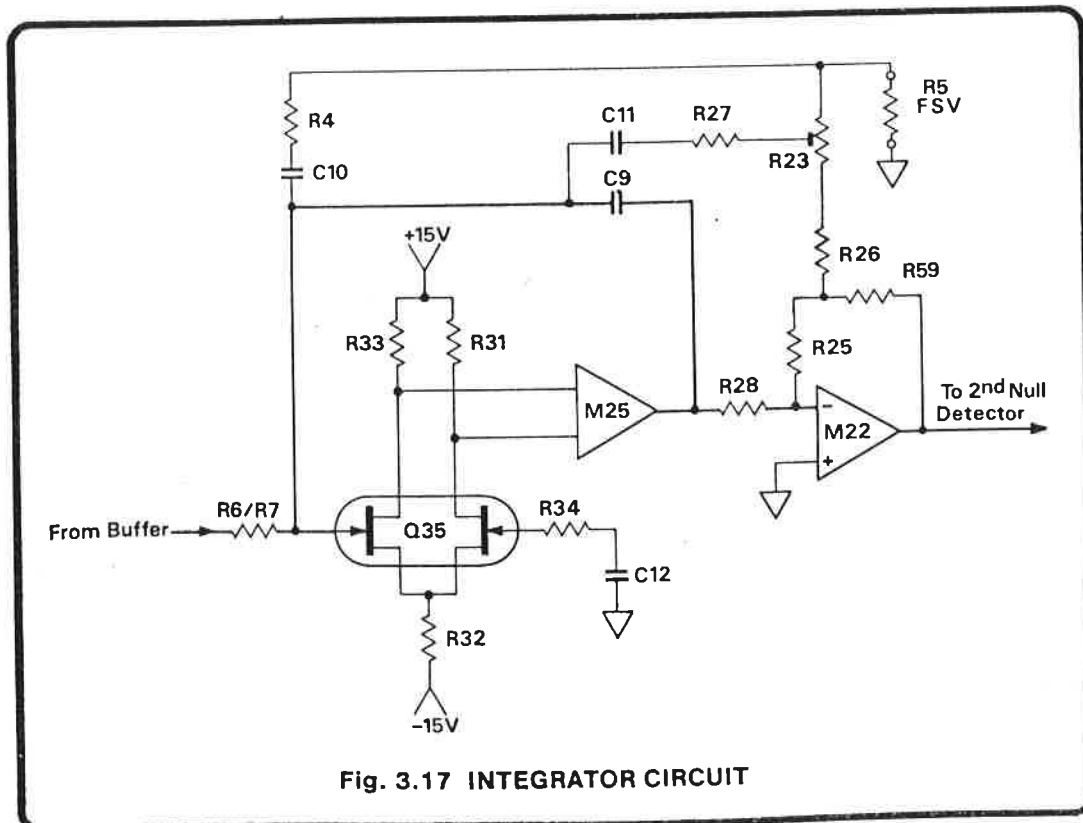 R5
FSV
R4
C11
R27
R23
C10
C9
+15V
R26
R59
R33
R31
R25
M25
R28
To 2nd Null
Detector
M22
−
+
From Buffer
R6/R7
Q35
R34
C12
R32
−15V
Fig. 3.17 INTEGRATOR CIRCUIT